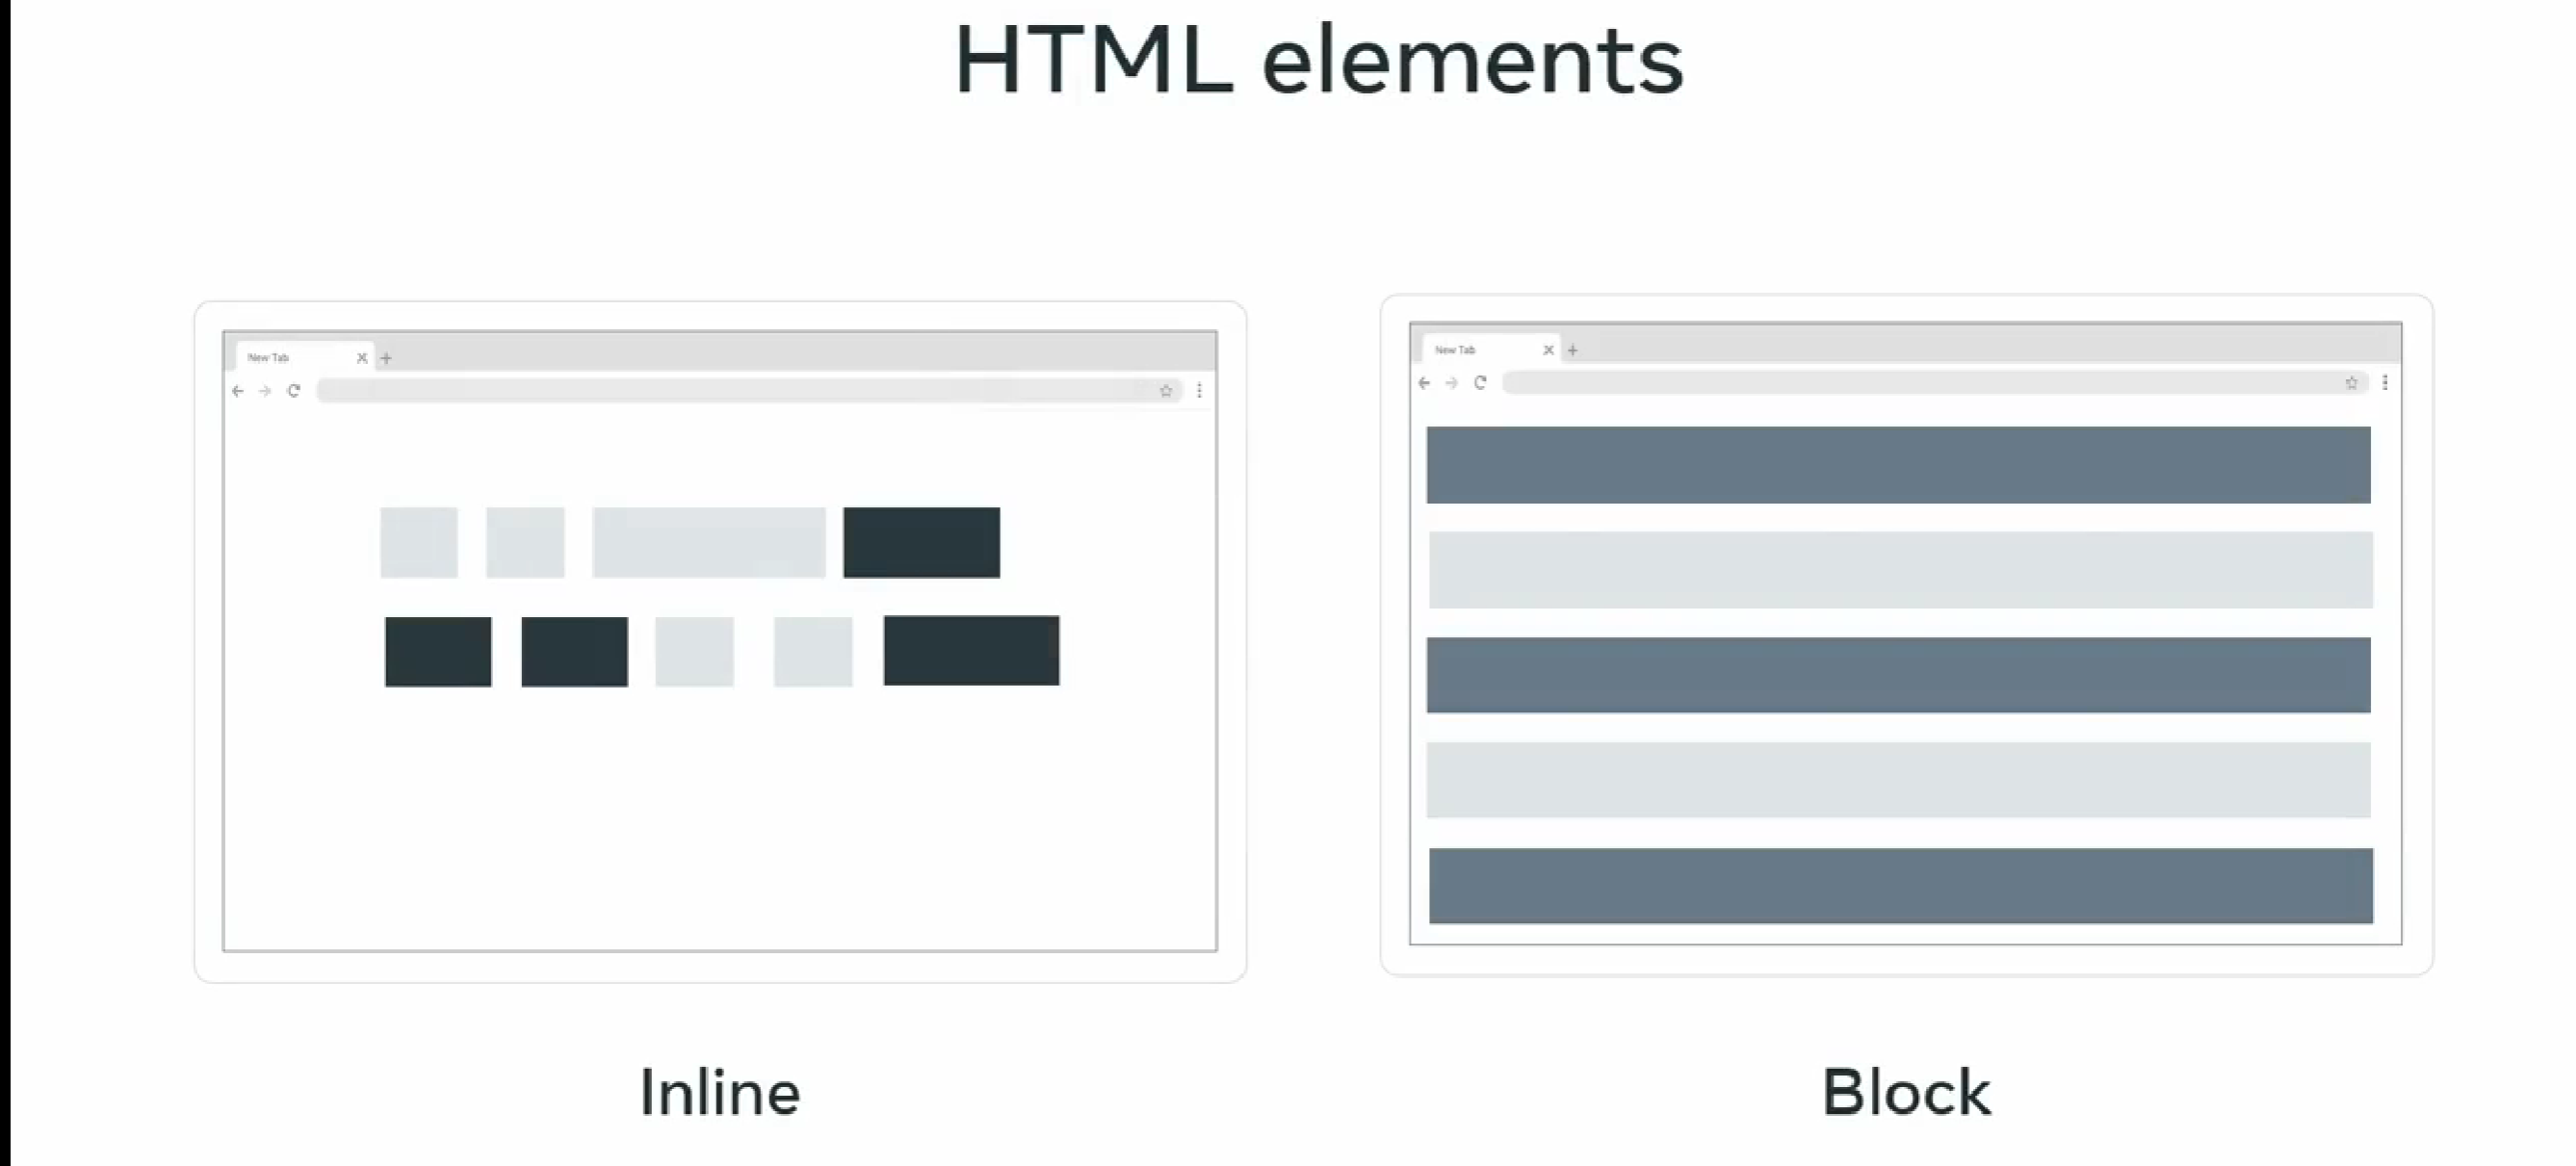 HTML elements
New Tab
New Tab
Inline
Block